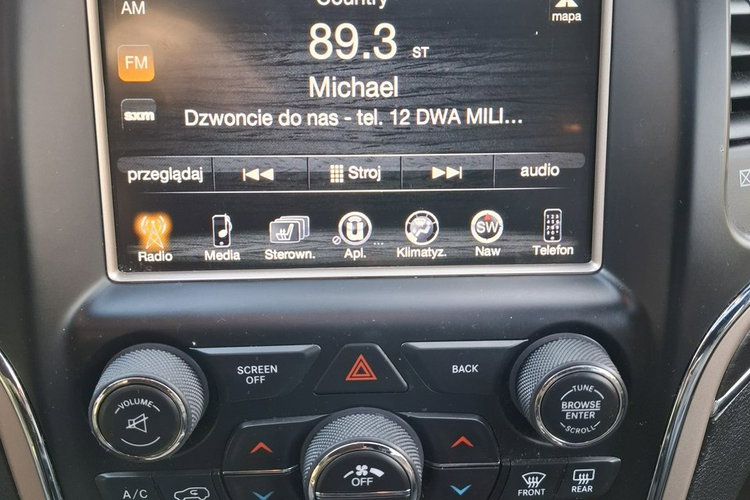 AM
Country
mapa
89.3 ST
FM
Michael
sxm
Dzwoncie do nas - tel. 12 DWA MILI...
przeglądaj
Stroj
audio
Radio
Media
Sterown.
Apl.
Klimatyz.
Naw
Telefon
SW
SCREEN
OFF
BACK
VOLUME
TUNE
BROWSE
ENTER
SCROLL
OFF
A/C
FRONT
REAR